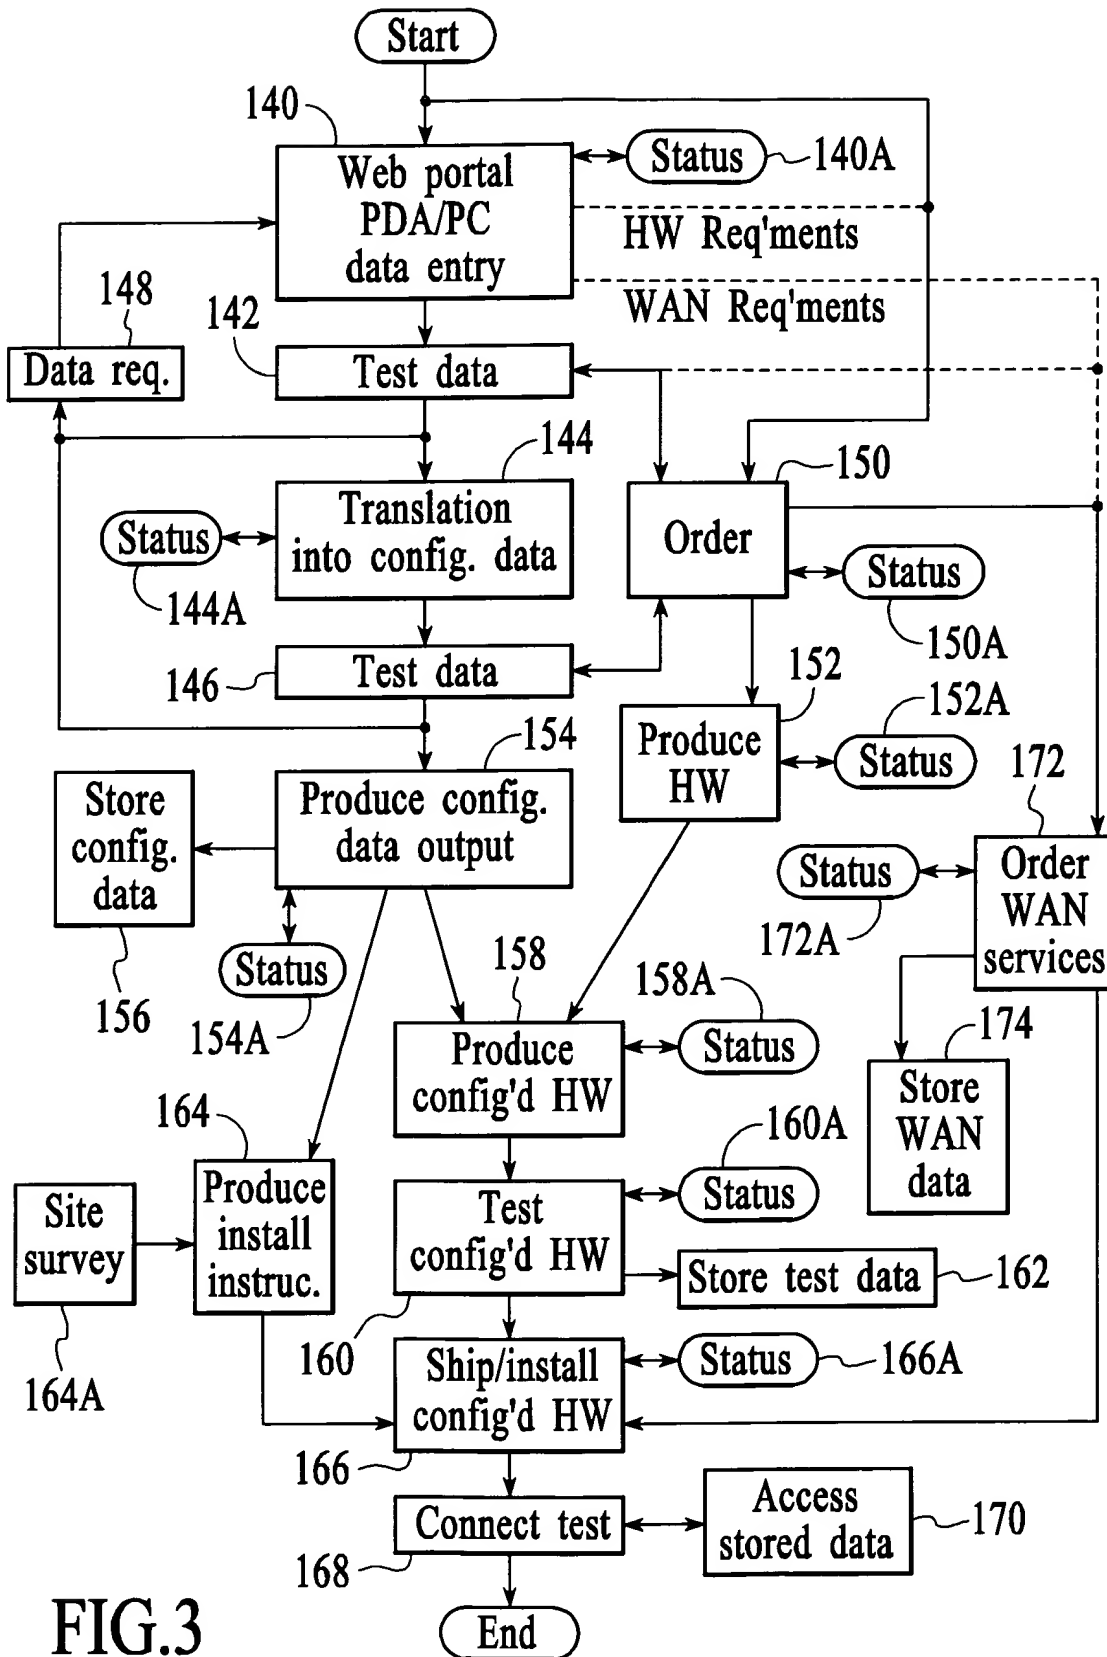 Start
140
Web portal
PDA/PC
data entry
Status
140A
HW Req'ments
WAN Req'ments
148
Data req.
142
Test data
144
Translation
into config. data
Status
144A
150
Order
Status
150A
146
Test data
152
Produce
HW
152A
Status
154
Produce config.
data output
Store
config.
data
156
Status
154A
172
Order
WAN
services
Status
172A
174
Store
WAN
data
158
Produce
config'd HW
158A
Status
164
Produce
install
instruc.
Site
survey
164A
160A
Status
Test
config'd HW
160
Store test data
162
Ship/install
config'd HW
166
Status
166A
Connect test
168
Access
stored data
170
End
FIG.3